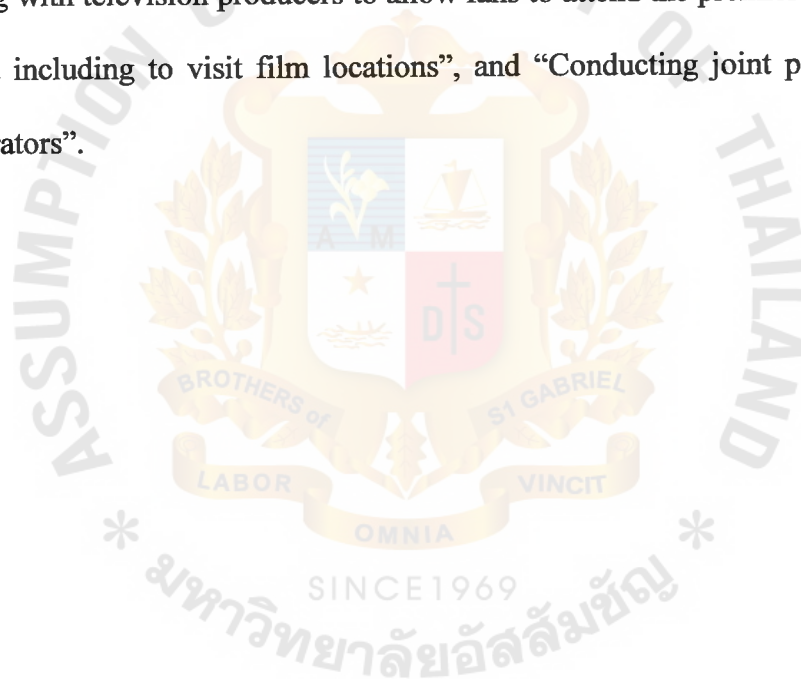 g with television producers to allow fans to attend the
including to visit film locations”, and “Conducting joint p
rators”.
ASSUMPTION
THAILAND
A M
D S
BROTHERS of
ST GABRIEL
LABOR
VINCIT
OMNIA
SINCE1969
มหาวิทยาลัยอัสสัมชัญ